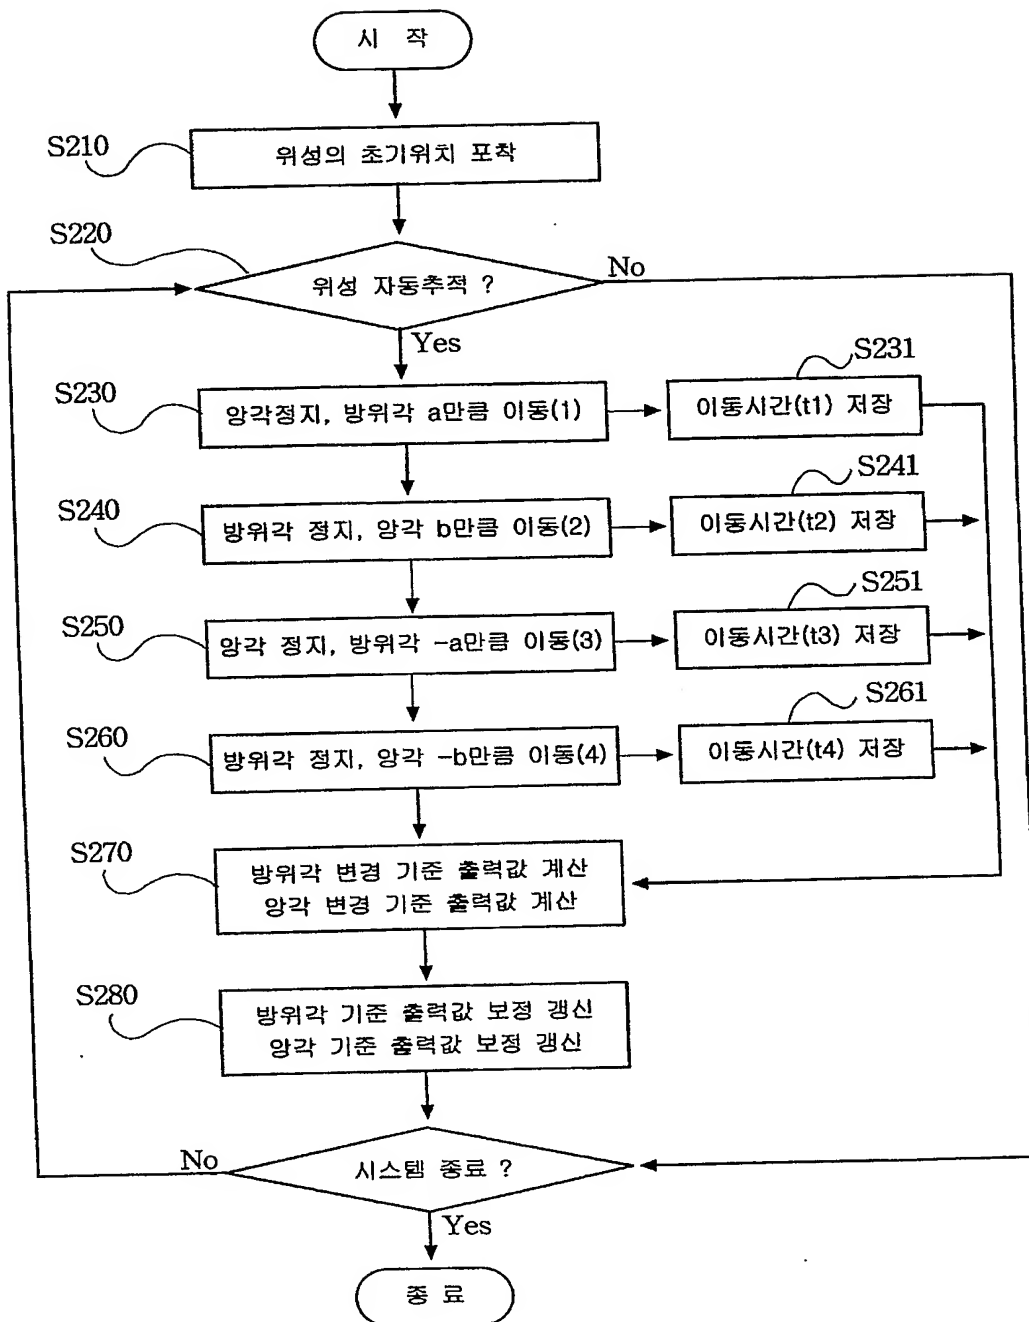 시 작
S210
위성의 초기위치 포착
S220
위성 자동추적 ?
No
Yes
S230
앙각정지, 방위각 a만큼 이동(1)
S231
이동시간(t1) 저장
S240
방위각 정지, 앙각 b만큼 이동(2)
S241
이동시간(t2) 저장
S250
앙각 정지, 방위각 -a만큼 이동(3)
S251
이동시간(t3) 저장
S260
방위각 정지, 앙각 -b만큼 이동(4)
S261
이동시간(t4) 저장
S270
방위각 변경 기준 출력값 계산
앙각 변경 기준 출력값 계산
S280
방위각 기준 출력값 보정 갱신
앙각 기준 출력값 보정 갱신
No
시스템 종료 ?
Yes
종 료